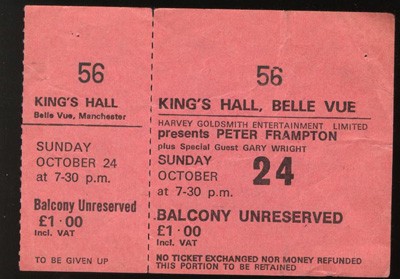 56
KING'S HALL
Belle Vue, Manchester
SUNDAY
OCTOBER 24
at 7-30 p.m.
Balcony Unreserved
£1·00
Incl. VAT
TO BE GIVEN UP
56
KING'S HALL, BELLE VUE
HARVEY GOLDSMITH ENTERTAINMENT LIMITED
presents PETER FRAMPTON
plus Special Guest GARY WRIGHT
SUNDAY
OCTOBER 24
at 7-30 p.m.
BALCONY UNRESERVED
£1·00
Incl. VAT
NO TICKET EXCHANGED NOR MONEY REFUNDED
THIS PORTION TO BE RETAINED